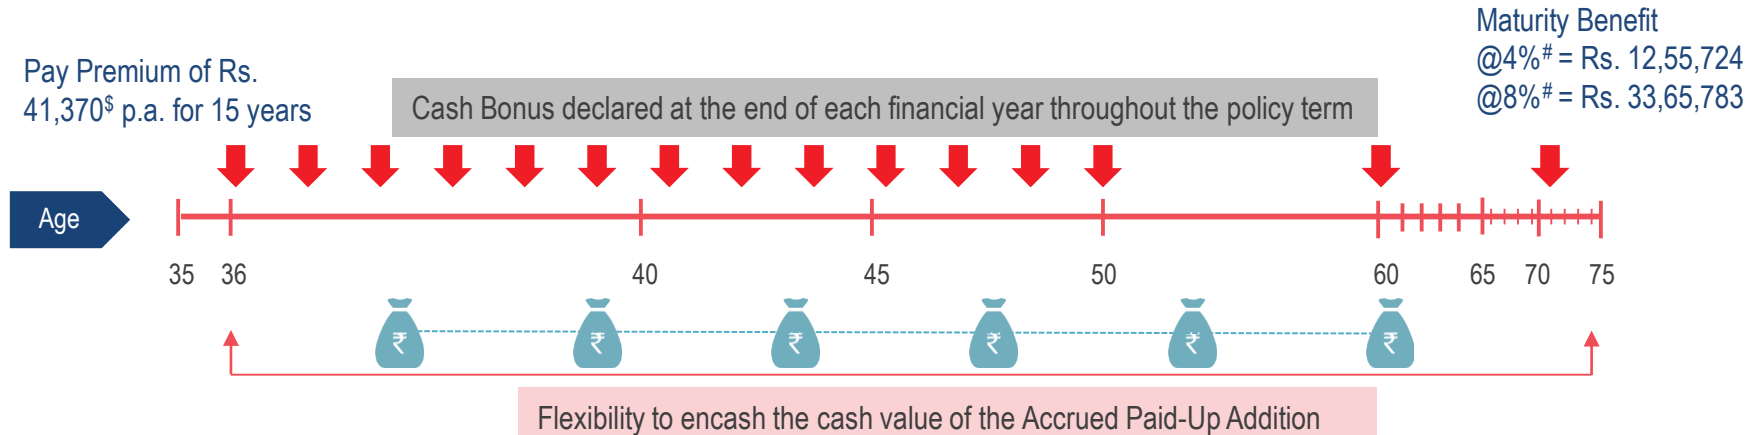 Maturity Benefit
@4%# = Rs. 12,55,724
@8%# = Rs. 33,65,783
Pay Premium of Rs.
41,370$ p.a. for 15 years
Cash Bonus declared at the end of each financial year throughout the policy term
Age
35 36 40 45 50 60 65 70 75
₹ ₹ ₹ ₹ ₹ ₹
Flexibility to encash the cash value of the Accrued Paid-Up Addition